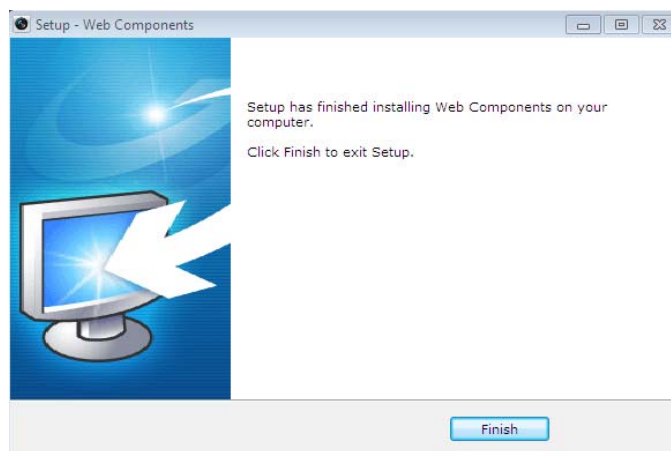 Setup - Web Components
Setup has finished installing Web Components on your
computer.
Click Finish to exit Setup.
Finish